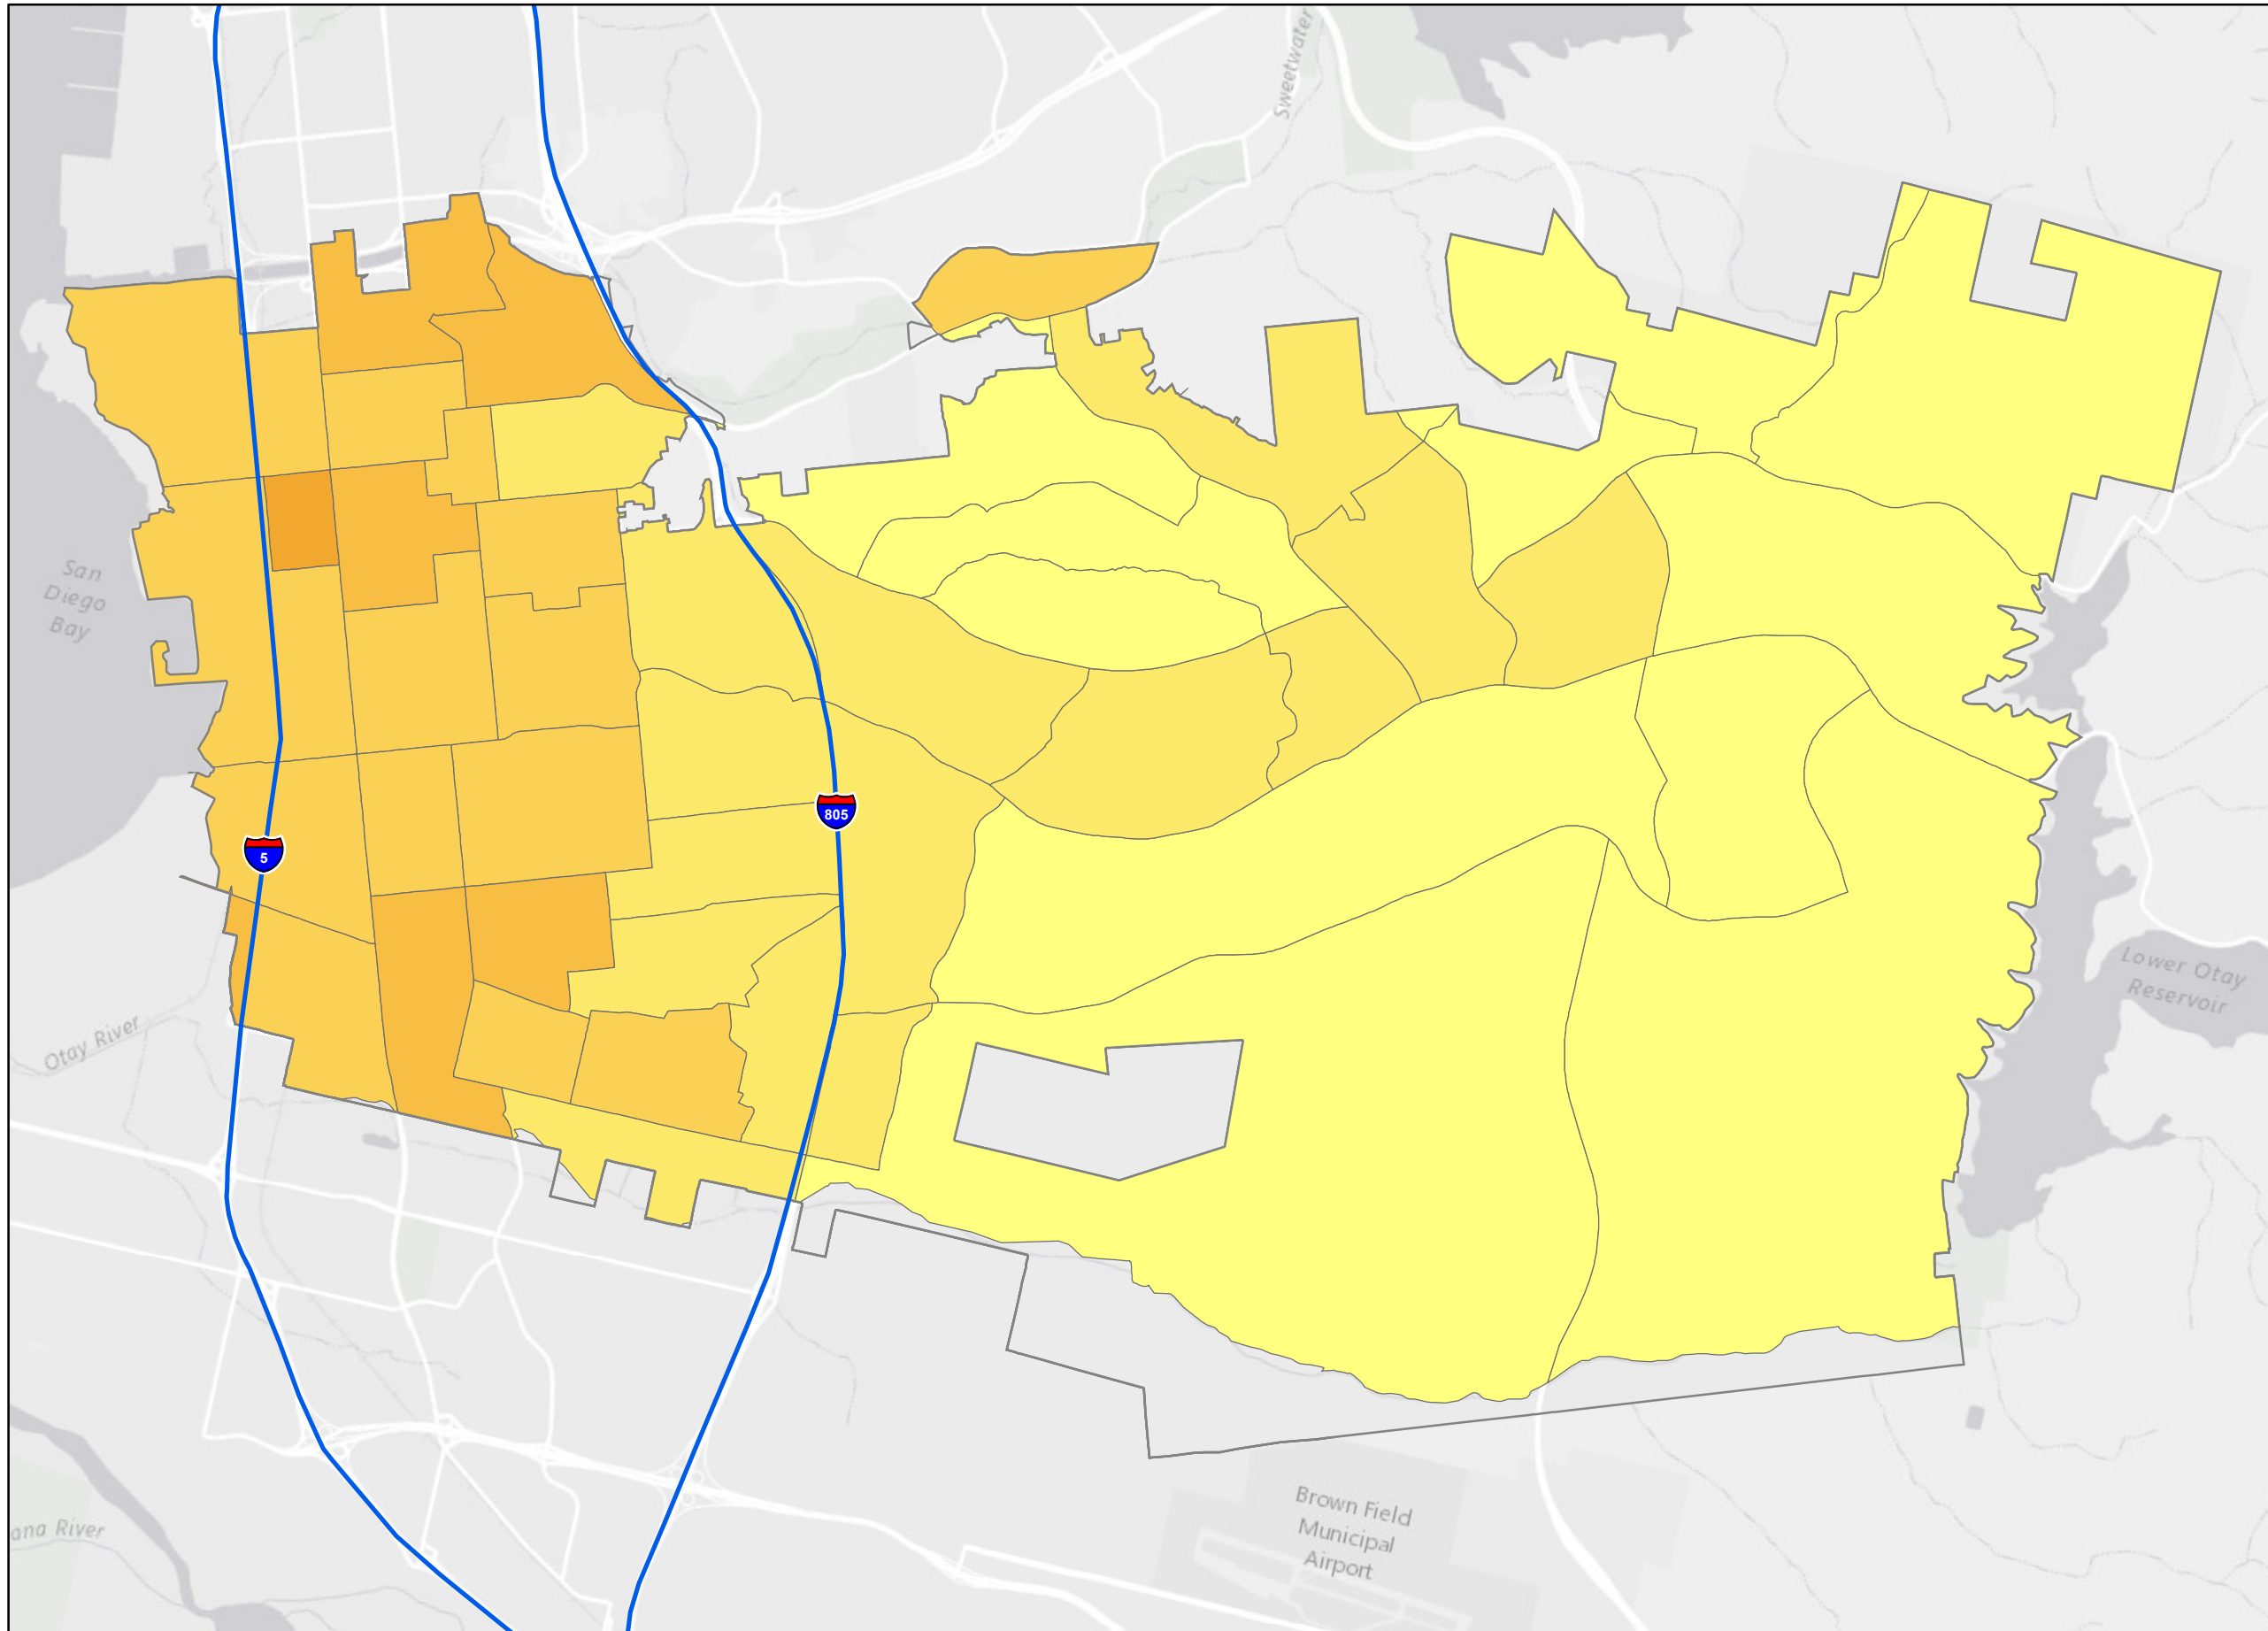 Sweetwater
San
Diego
Bay
805
5
Lower Otay
Reservoir
Otay River
Brown Field
Municipal
Airport
ana River